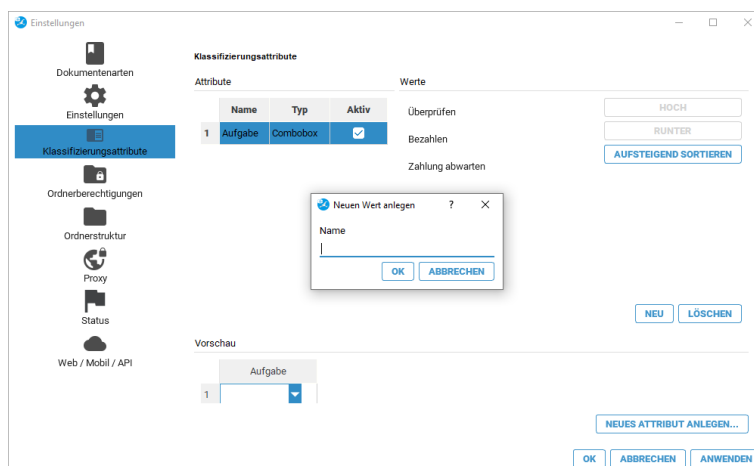 Einstellungen
Dokumentenarten
Einstellungen
Klassifizierungsattribute
Ordnerberechtigungen
Ordnerstruktur
Proxy
Status
Web / Mobil / API
Klassifizierungsattribute
Attribute
Name Typ Aktiv
1 Aufgabe Combobox
Werte
Überprüfen
Bezahlen
Zahlung abwarten
HOCH
RUNTER
AUFSTEIGEND SORTIEREN
Neuen Wert anlegen ?
Name
OK ABBRECHEN
NEU LÖSCHEN
Vorschau
Aufgabe
1
NEUES ATTRIBUT ANLEGEN...
OK ABBRECHEN ANWENDEN